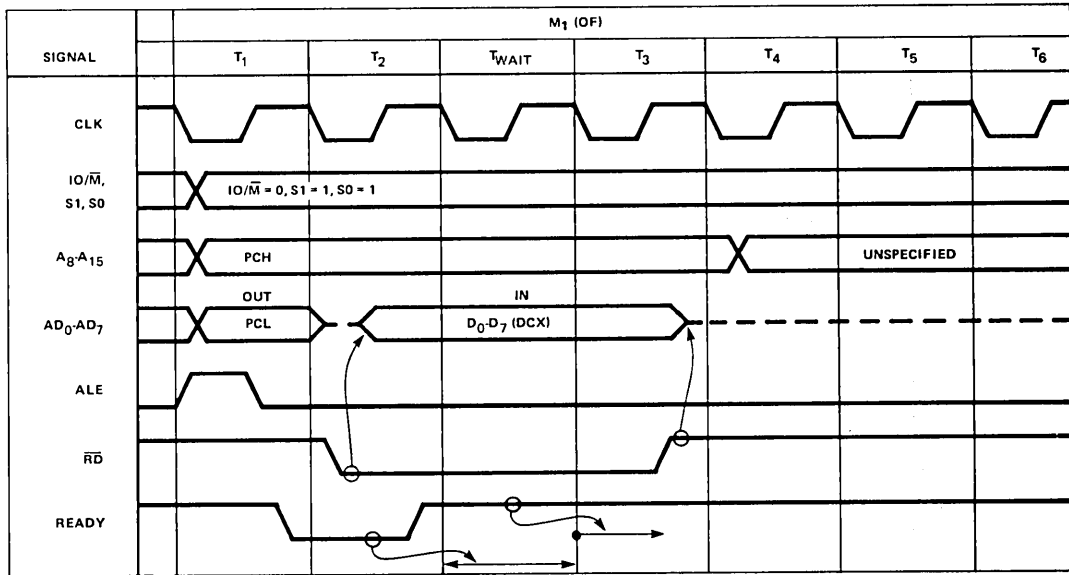 M1 (OF)
SIGNAL T1 T2 TWAIT T3 T4 T5 T6
CLK
IO/M̅,
S1, S0
IO/M̅ = 0, S1 = 1, S0 = 1
A8-A15 PCH UNSPECIFIED
OUT IN
AD0-AD7 PCL D0-D7 (DCX)
ALE
R̅D̅
READY